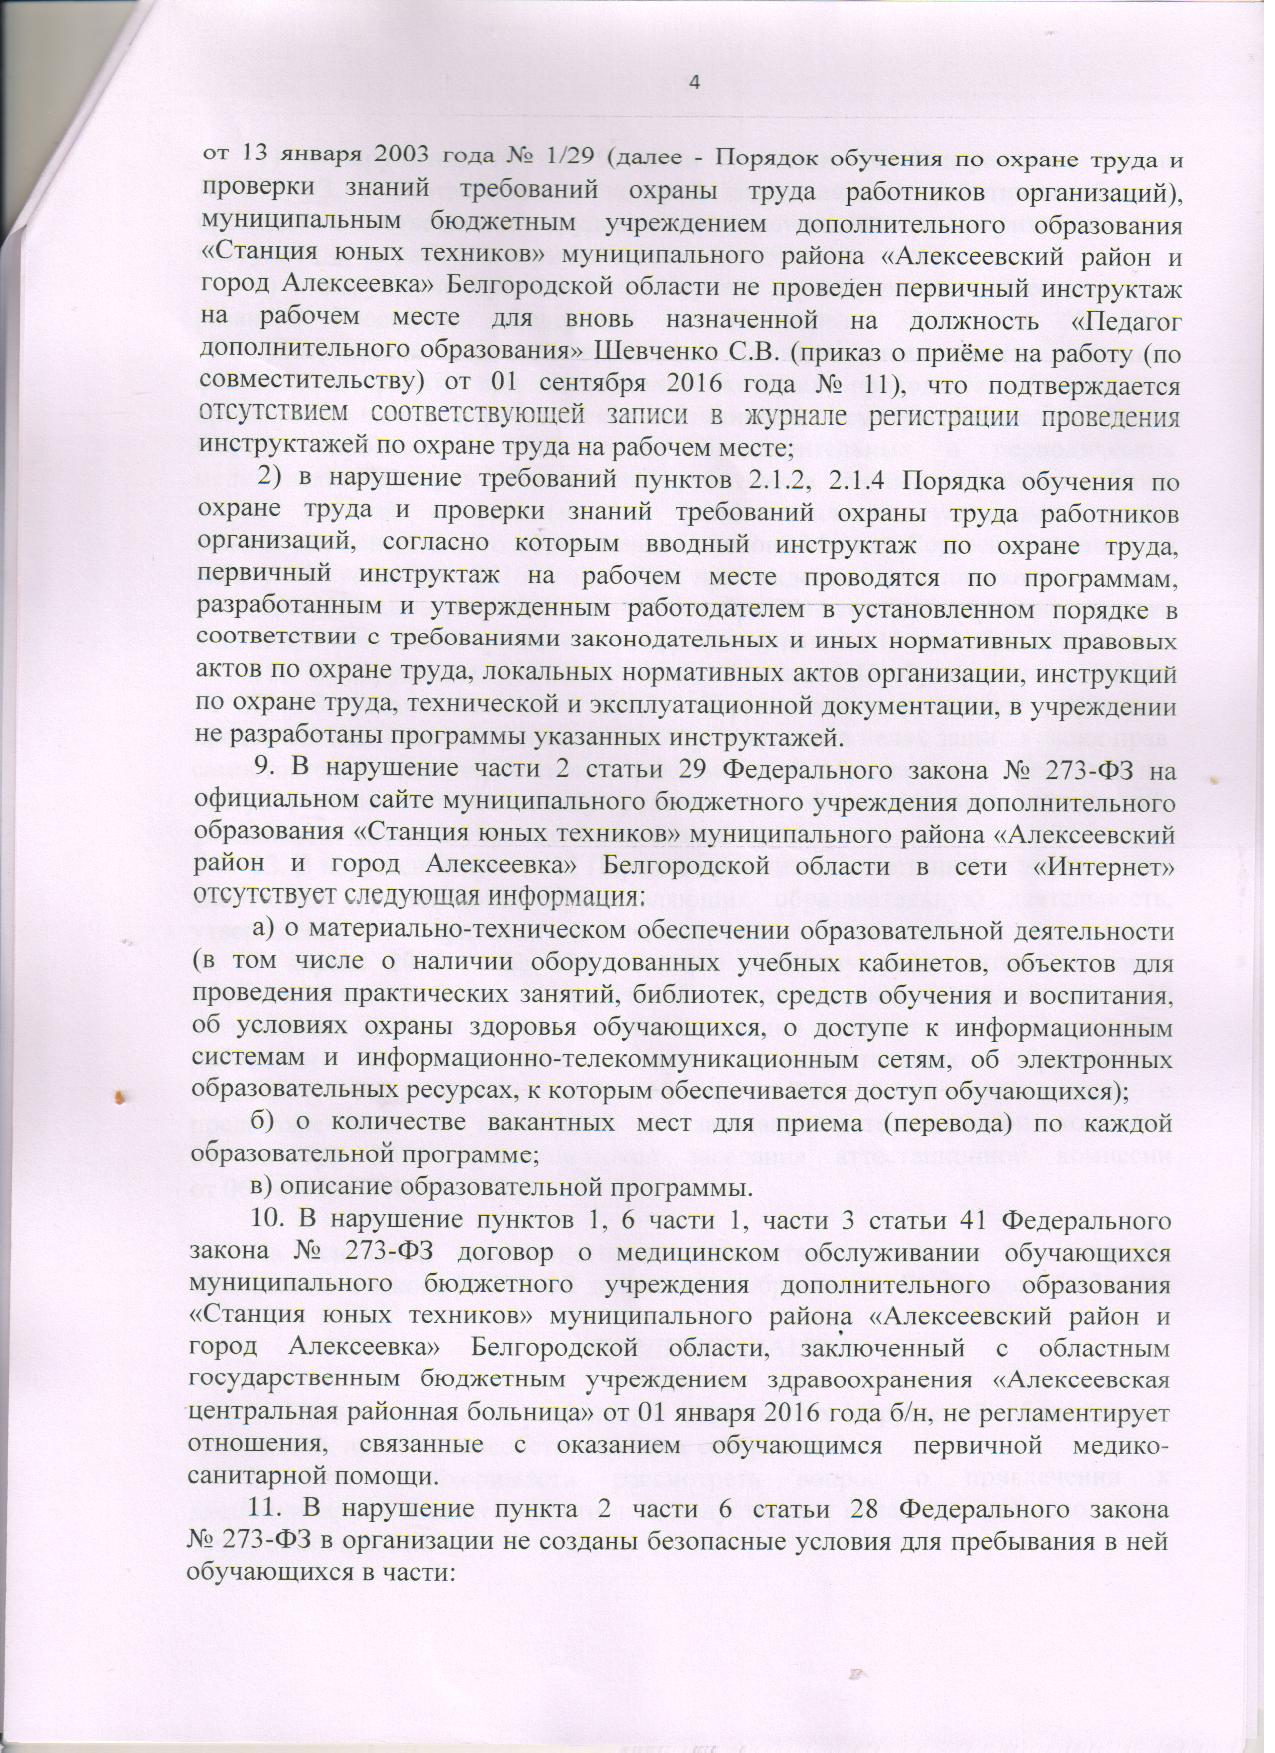 4
от 13 января 2003 года № 1/29 (далее - Порядок обучения по охране труда и
проверки знаний требований охраны труда работников организаций),
муниципальным бюджетным учреждением дополнительного образования
«Станция юных техников» муниципального района «Алексеевский район и
город Алексеевка» Белгородской области не проведен первичный инструктаж
на рабочем месте для вновь назначенной на должность «Педагог
дополнительного образования» Шевченко С.В. (приказ о приёме на работу (по
совместительству) от 01 сентября 2016 года № 11), что подтверждается
отсутствием соответствующей записи в журнале регистрации проведения
инструктажей по охране труда на рабочем месте;
2) в нарушение требований пунктов 2.1.2, 2.1.4 Порядка обучения по
охране труда и проверки знаний требований охраны труда работников
организаций, согласно которым вводный инструктаж по охране труда,
первичный инструктаж на рабочем месте проводятся по программам,
разработанным и утвержденным работодателем в установленном порядке в
соответствии с требованиями законодательных и иных нормативных правовых
актов по охране труда, локальных нормативных актов организации, инструкций
по охране труда, технической и эксплуатационной документации, в учреждении
не разработаны программы указанных инструктажей.
9. В нарушение части 2 статьи 29 Федерального закона № 273-ФЗ на
официальном сайте муниципального бюджетного учреждения дополнительного
образования «Станция юных техников» муниципального района «Алексеевский
район и город Алексеевка» Белгородской области в сети «Интернет»
отсутствует следующая информация:
а) о материально-техническом обеспечении образовательной деятельности
(в том числе о наличии оборудованных учебных кабинетов, объектов для
проведения практических занятий, библиотек, средств обучения и воспитания,
об условиях охраны здоровья обучающихся, о доступе к информационным
системам и информационно-телекоммуникационным сетям, об электронных
образовательных ресурсах, к которым обеспечивается доступ обучающихся);
б) о количестве вакантных мест для приема (перевода) по каждой
образовательной программе;
в) описание образовательной программы.
10. В нарушение пунктов 1, 6 части 1, части 3 статьи 41 Федерального
закона № 273-ФЗ договор о медицинском обслуживании обучающихся
муниципального бюджетного учреждения дополнительного образования
«Станция юных техников» муниципального района «Алексеевский район и
город Алексеевка» Белгородской области, заключенный с областным
государственным бюджетным учреждением здравоохранения «Алексеевская
центральная районная больница» от 01 января 2016 года б/н, не регламентирует
отношения, связанные с оказанием обучающимся первичной медико-
санитарной помощи.
11. В нарушение пункта 2 части 6 статьи 28 Федерального закона
№ 273-ФЗ в организации не созданы безопасные условия для пребывания в ней
обучающихся в части: